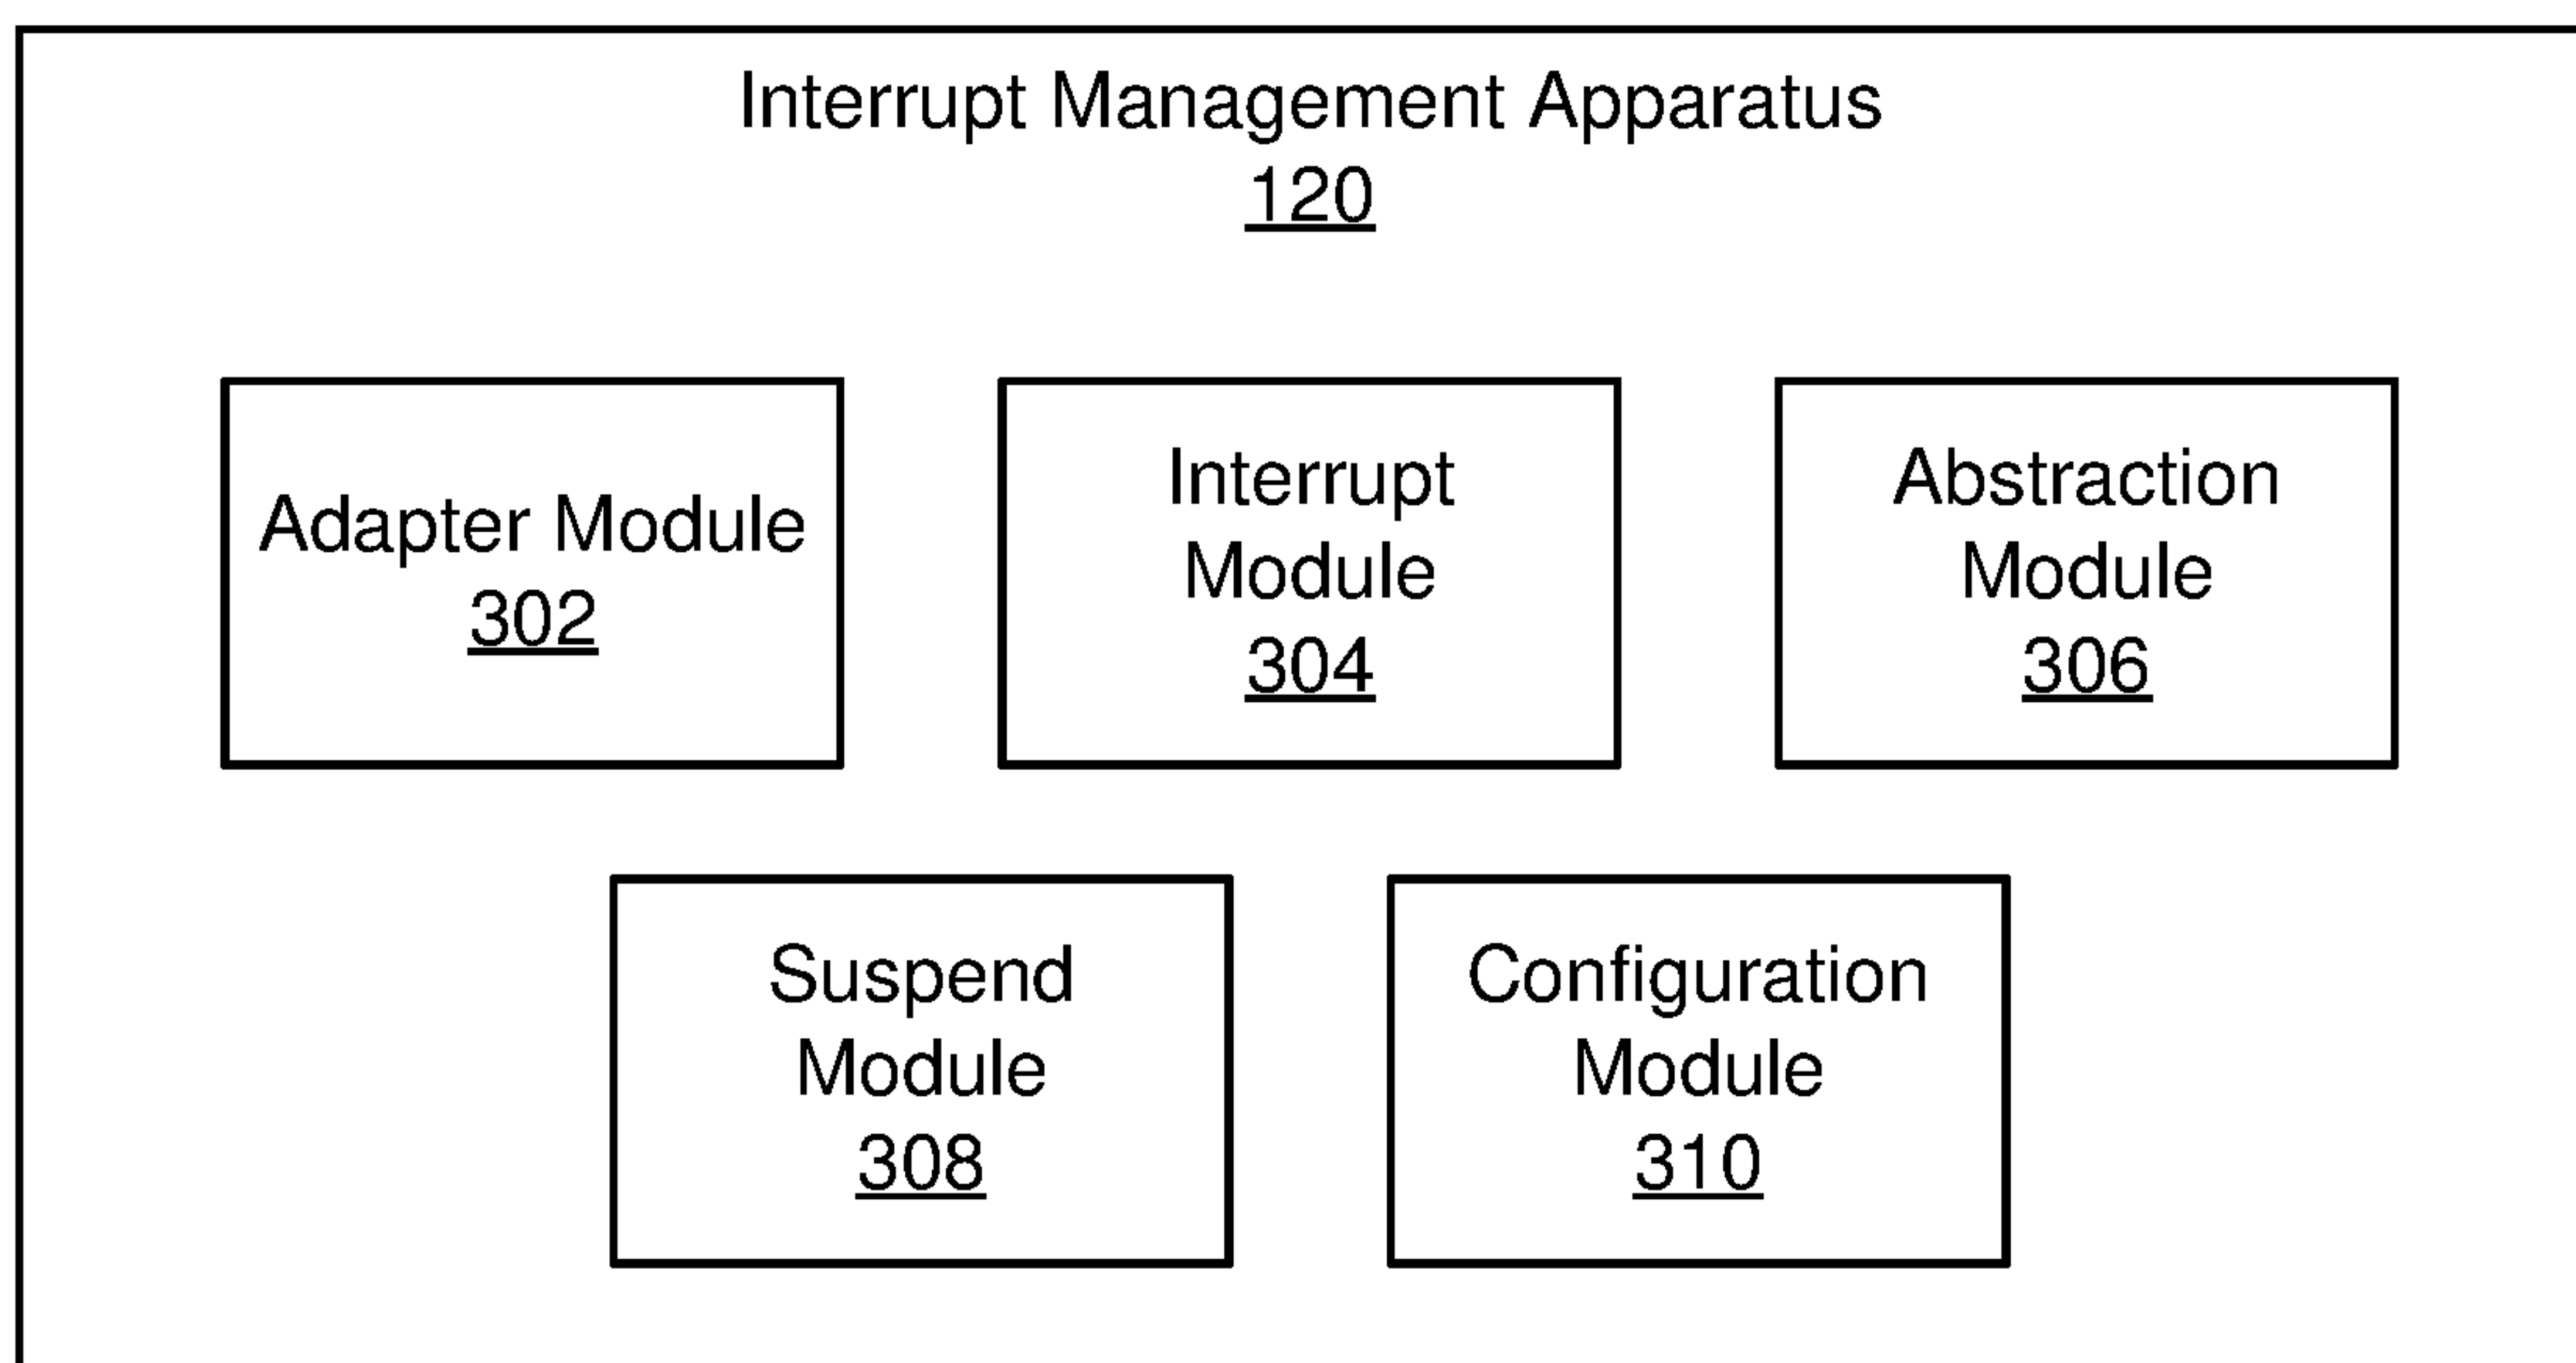 Interrupt Management Apparatus
120
Adapter Module
302
Interrupt
Module
304
Abstraction
Module
306
Suspend
Module
308
Configuration
Module
310